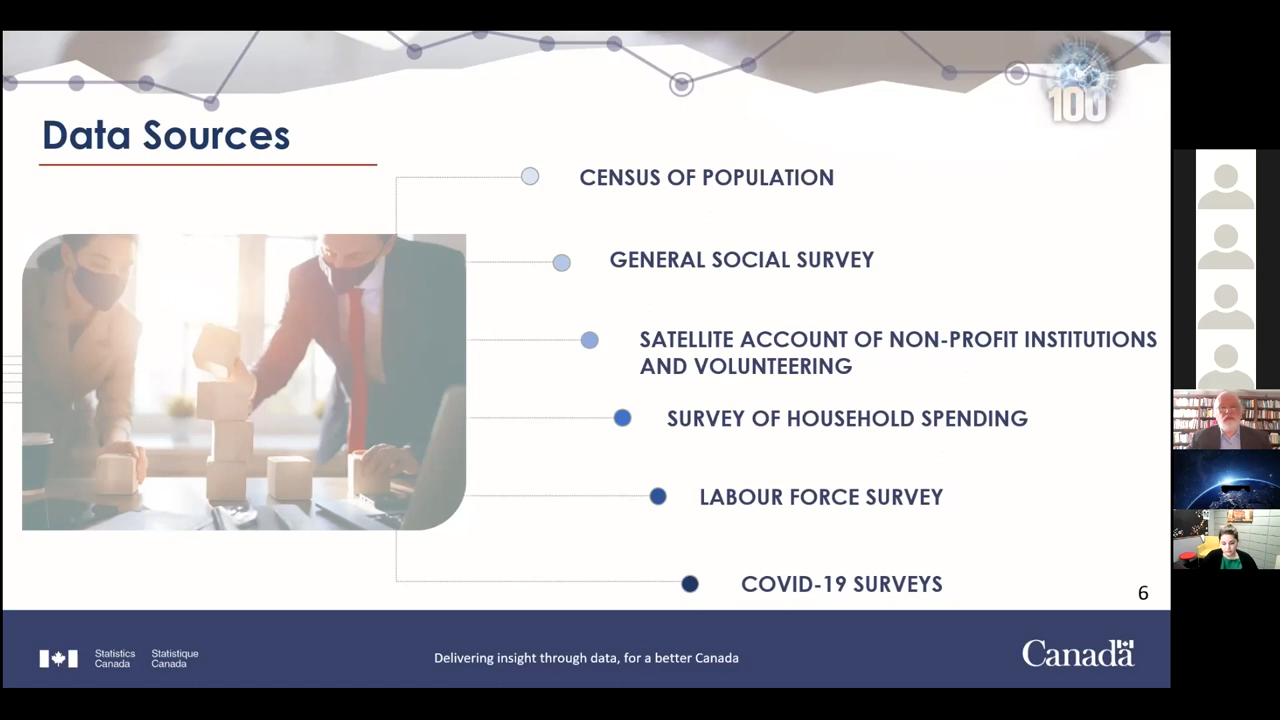 100
Data Sources
CENSUS OF POPULATION
GENERAL SOCIAL SURVEY
SATELLITE ACCOUNT OF NON-PROFIT INSTITUTIONS
AND VOLUNTEERING
SURVEY OF HOUSEHOLD SPENDING
LABOUR FORCE SURVEY
COVID-19 SURVEYS
6
Statistics Statistique
Canada Canada
Delivering insight through data, for a better Canada
Canada